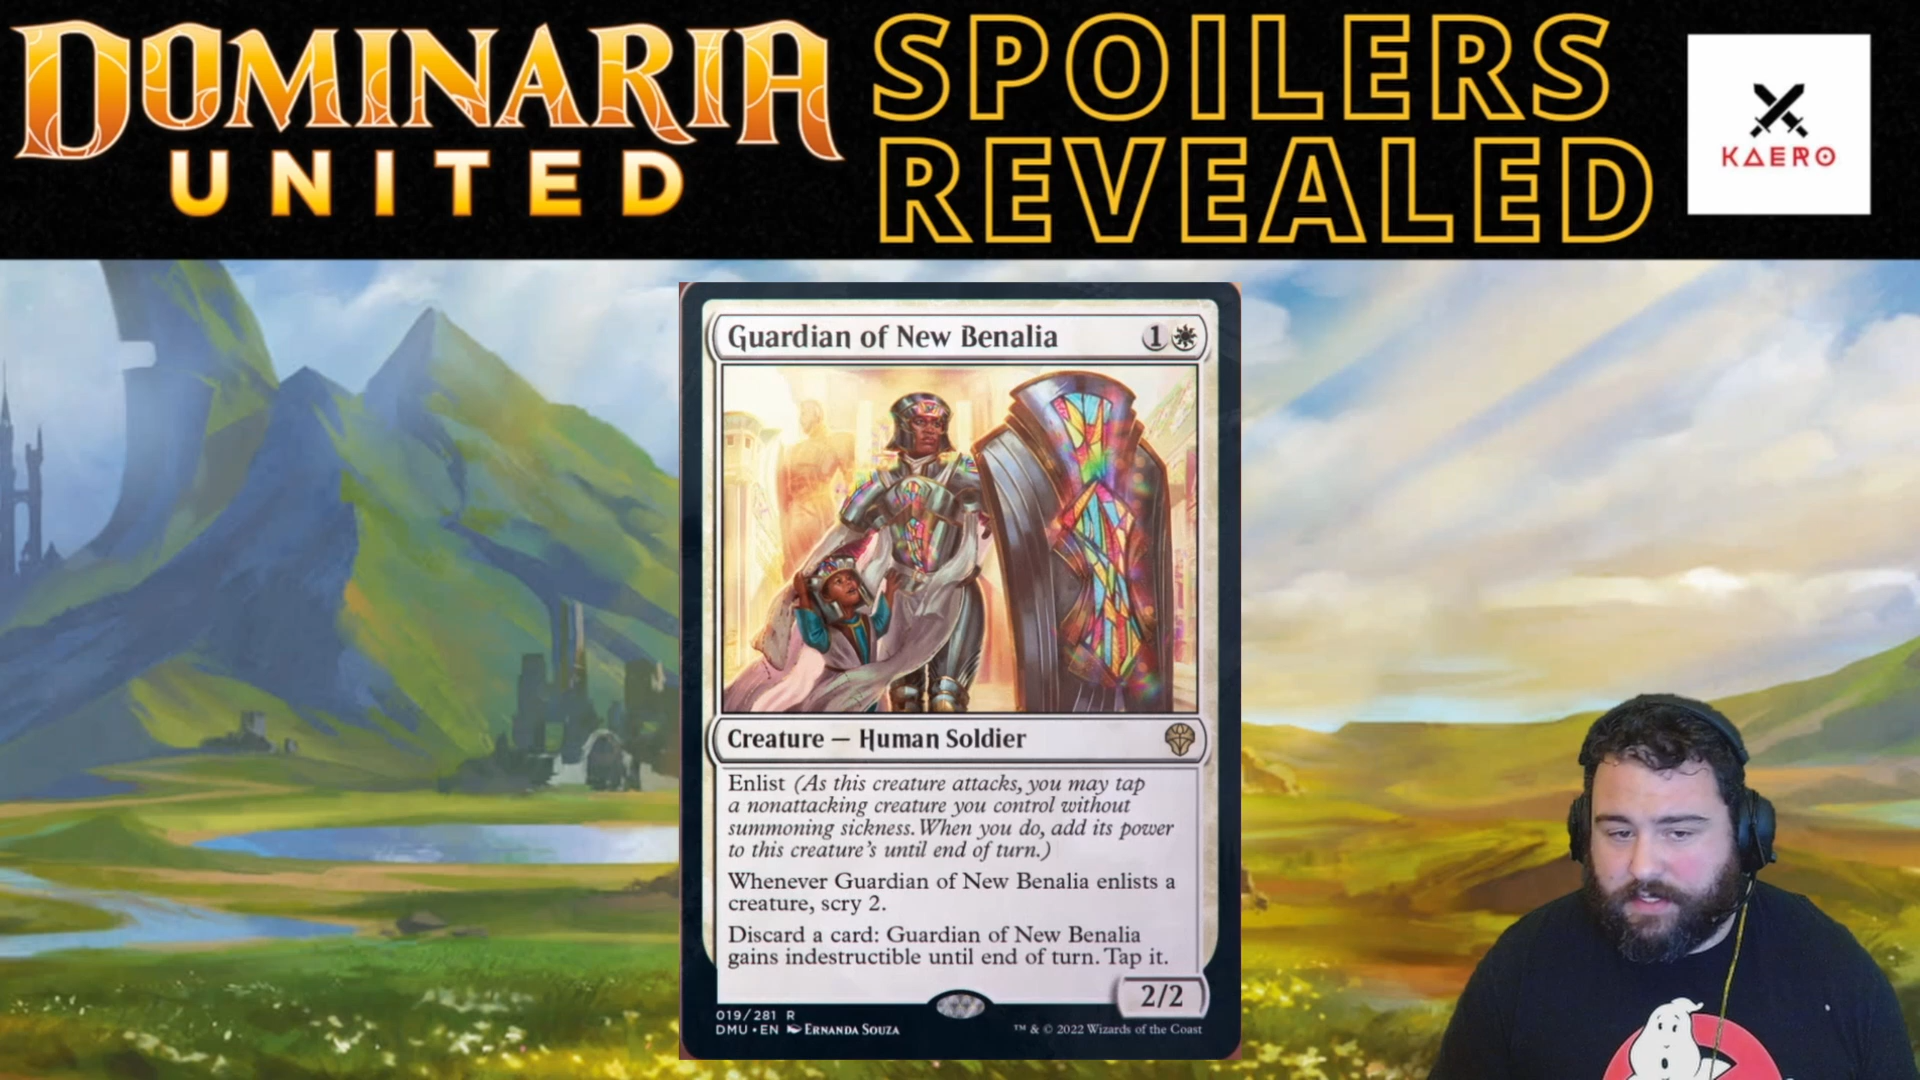 DOMINARIA
UNITED
SPOILERS
REVEALED
KAERO
Guardian of New Benalia 1
Creature — Human Soldier
Enlist (As this creature attacks, you may tap
a nonattacking creature you control without
summoning sickness. When you do, add its power
to this creature's until end of turn.)
Whenever Guardian of New Benalia enlists a
creature, scry 2.
Discard a card: Guardian of New Benalia
gains indestructible until end of turn. Tap it.
2/2
019/281 R
DMU • EN ERNANDA SOUZA
™ & © 2022 Wizards of the Coast